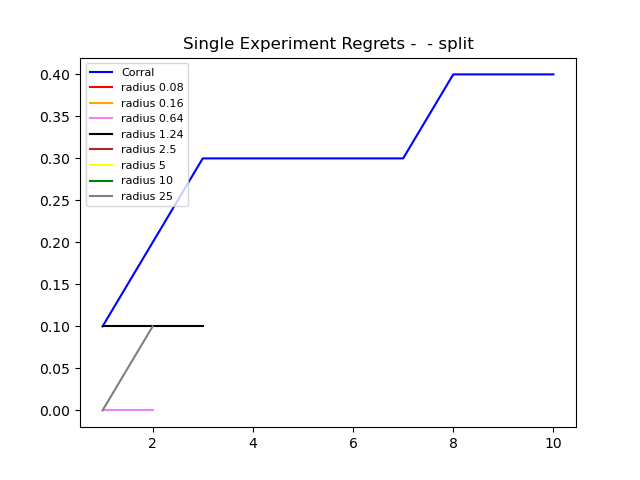 Single Experiment Regrets -  - split
0.40
0.35
0.30
0.25
0.20
0.15
0.10
0.05
0.00
Corral
radius 0.08
radius 0.16
radius 0.64
radius 1.24
radius 2.5
radius 5
radius 10
radius 25
2 4 6 8 10